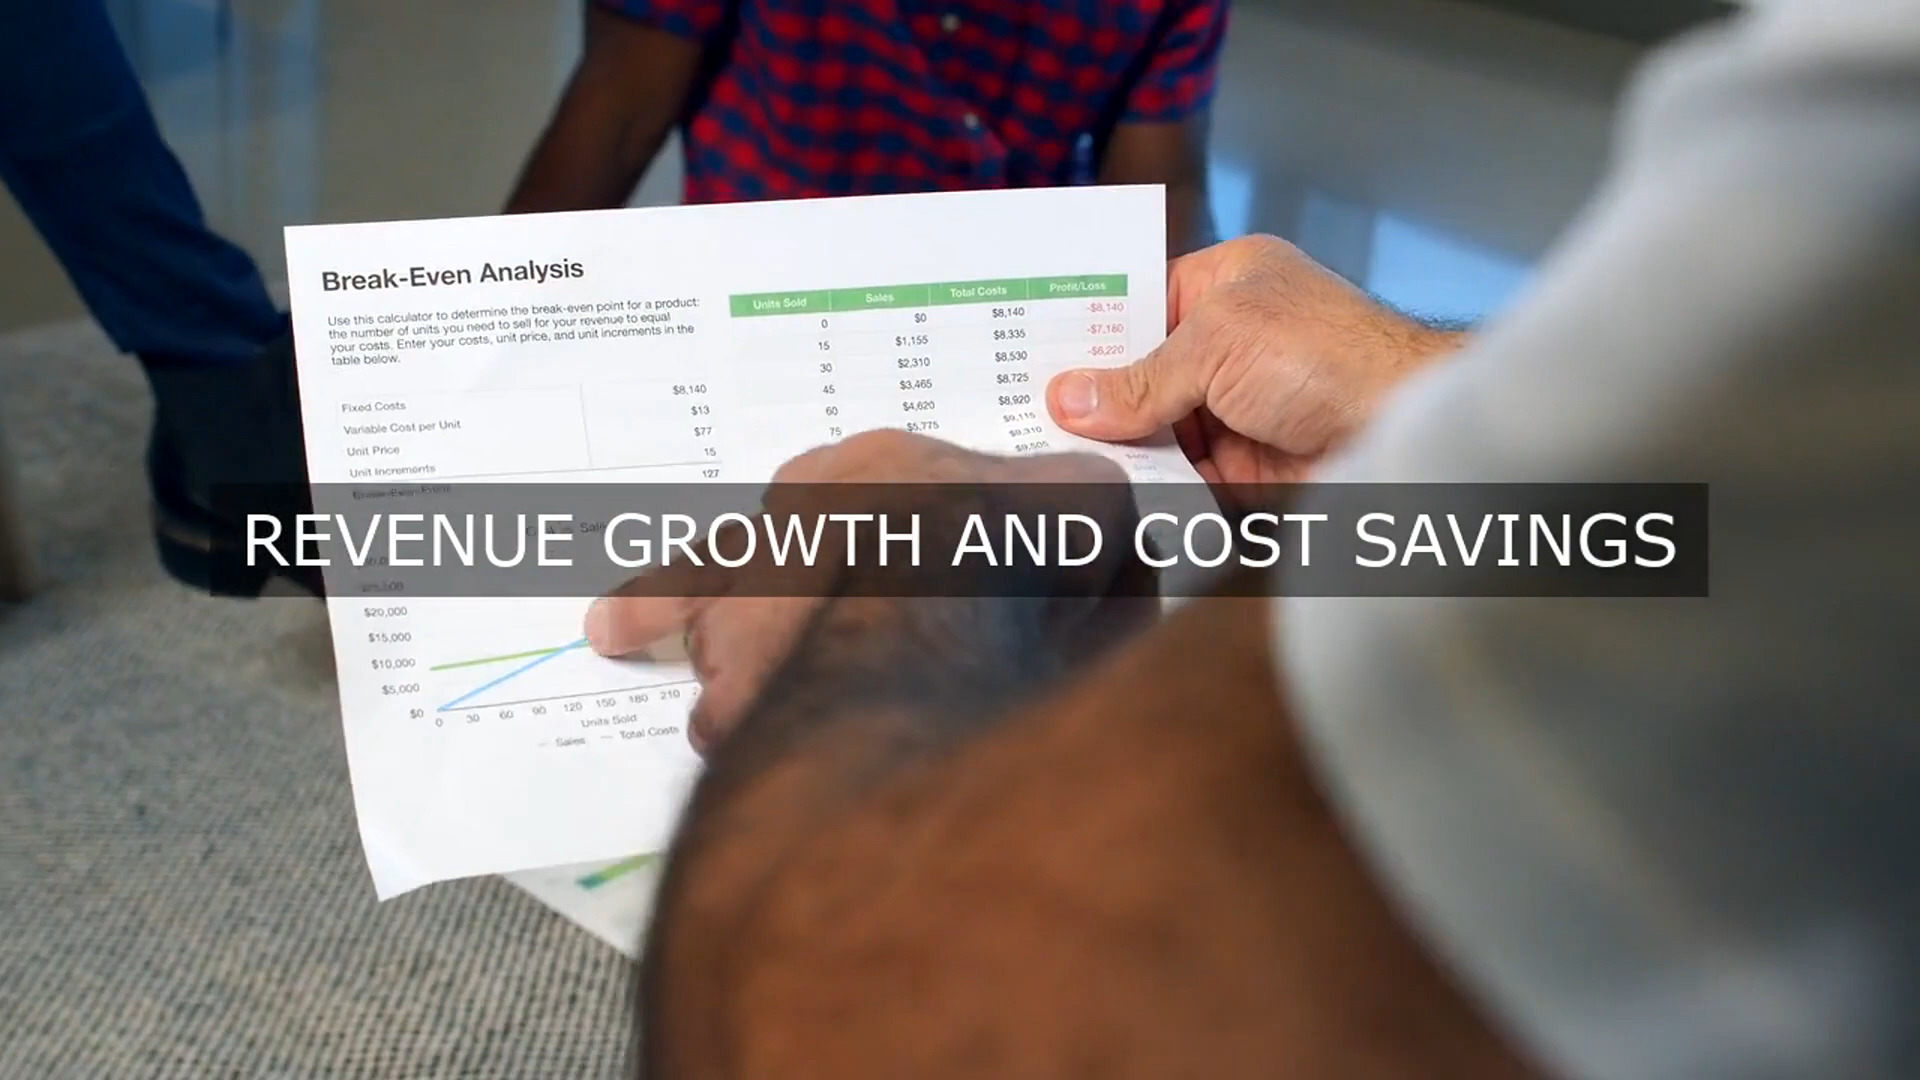 Break-Even Analysis
Use this calculator to determine the break-even point for a product:
the number of units you need to sell for your revenue to equal
your costs. Enter your costs, unit price, and unit increments in the
table below.
Fixed Costs $8,140
Variable Cost per Unit $13
Unit Price $77
Unit Increments 15
127
Units Sold Sales Total Costs Profit/Loss
0 $0 $8,140 -$8,140
15 $1,155 $8,335 -$7,180
30 $2,310 $8,530 -$6,220
45 $3,465 $8,725
60 $4,620 $8,920
75 $5,775 $9,115
$9,310
$9,505
REVENUE GROWTH AND COST SAVINGS
$20,000
$15,000
$10,000
$5,000
$0
0 30 60 90 120 150 180 210
Units Sold
Sales Total Costs